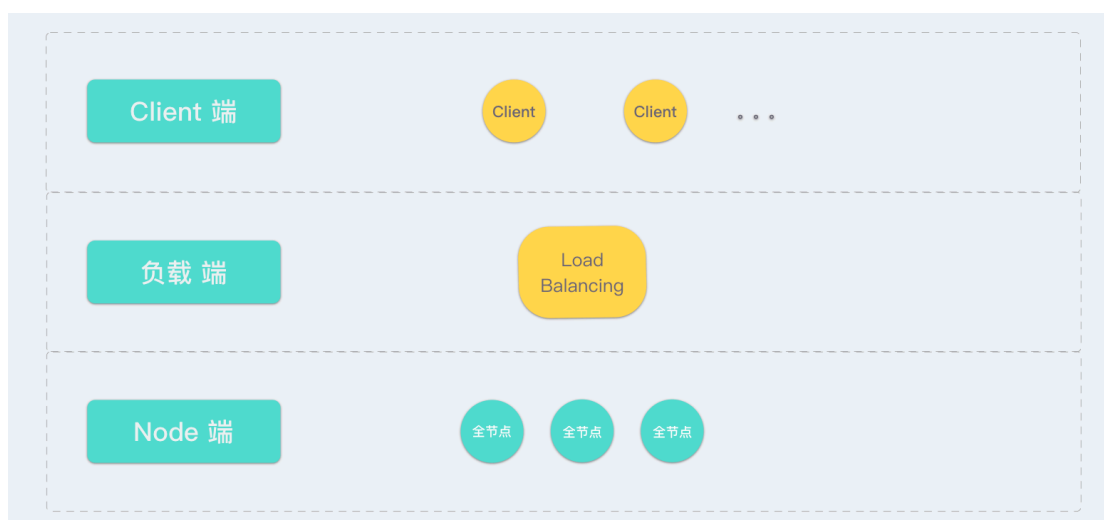 Client 端
Client
Client
。。。
负载 端
Load
Balancing
Node 端
全节点
全节点
全节点